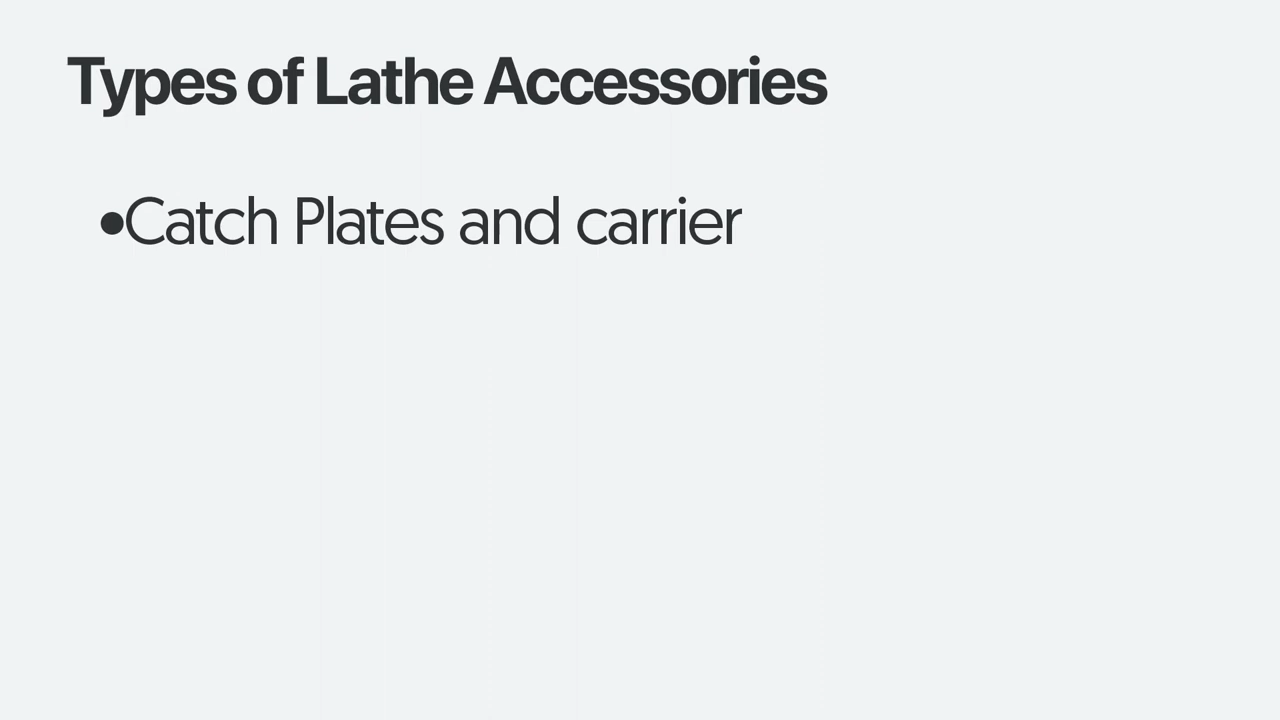 Types of Lathe Accessories
•Catch Plates and carrier